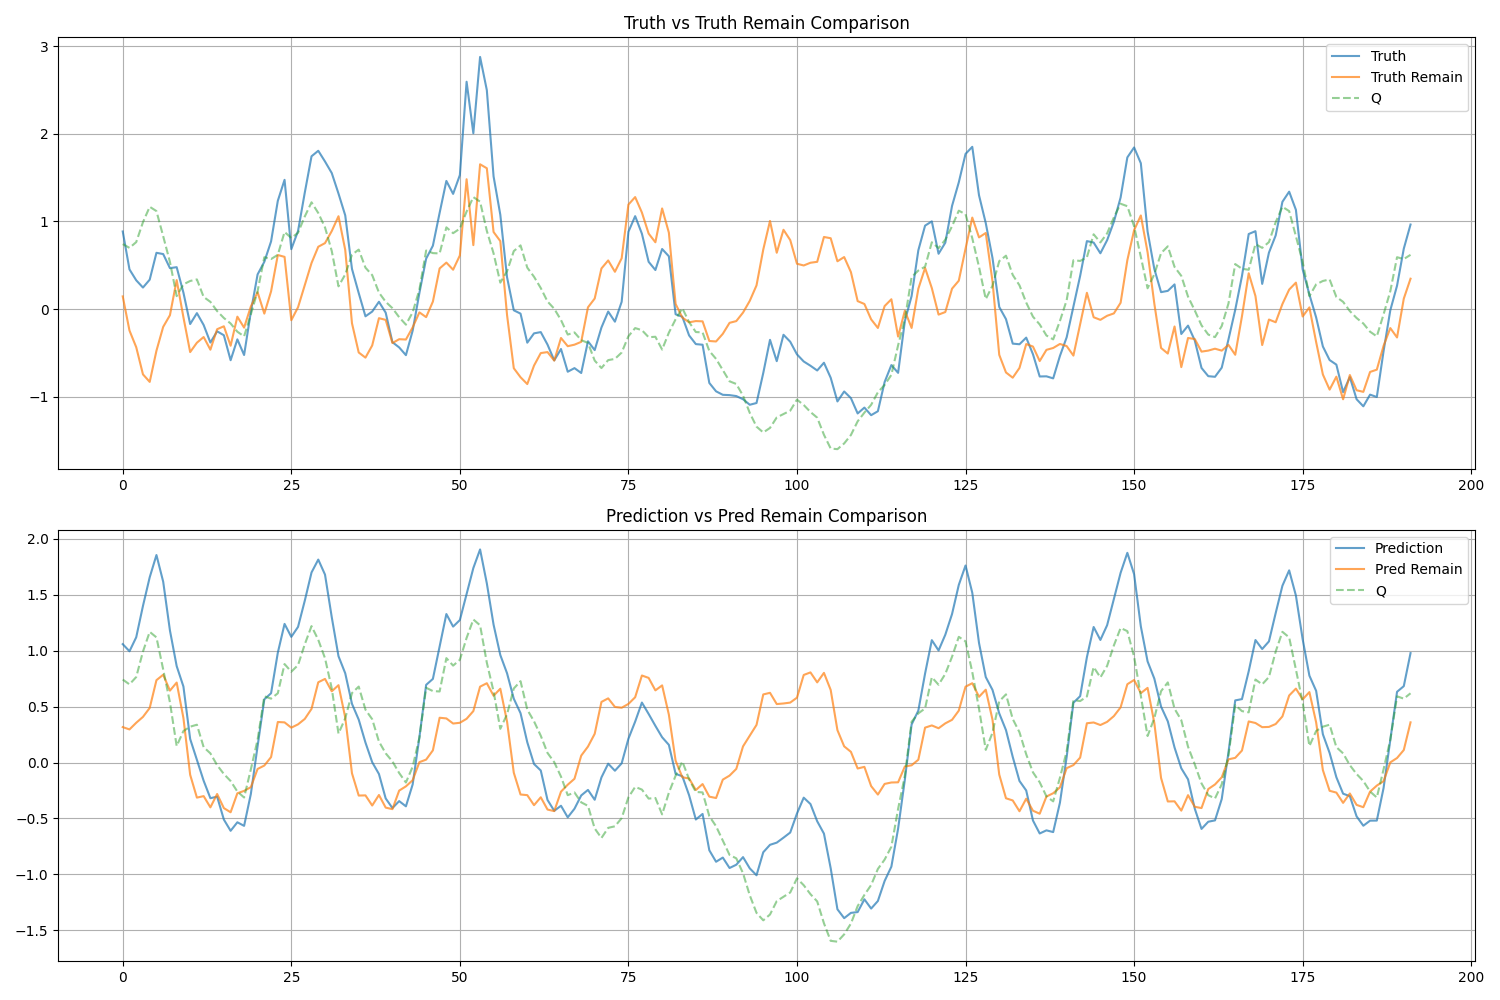 Truth vs Truth Remain Comparison
3
2
1
0
−1
Truth
Truth Remain
Q
0 25 50 75 100 125 150 175 200
Prediction vs Pred Remain Comparison
2.0
1.5
1.0
0.5
0.0
−0.5
−1.0
−1.5
Prediction
Pred Remain
Q
0 25 50 75 100 125 150 175 200